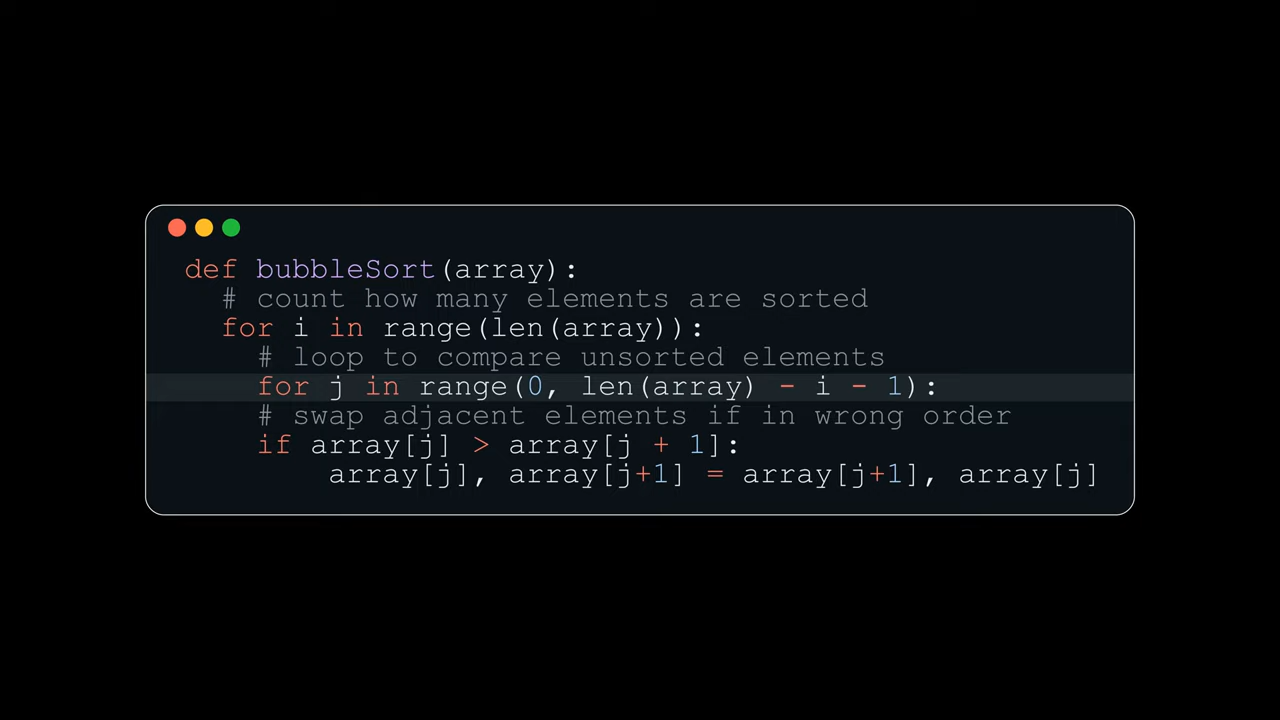 def bubbleSort(array):
  # count how many elements are sorted
  for i in range(len(array)):
    # loop to compare unsorted elements
    for j in range(0, len(array) - i - 1):
    # swap adjacent elements if in wrong order
    if array[j] > array[j + 1]:
        array[j], array[j+1] = array[j+1], array[j]